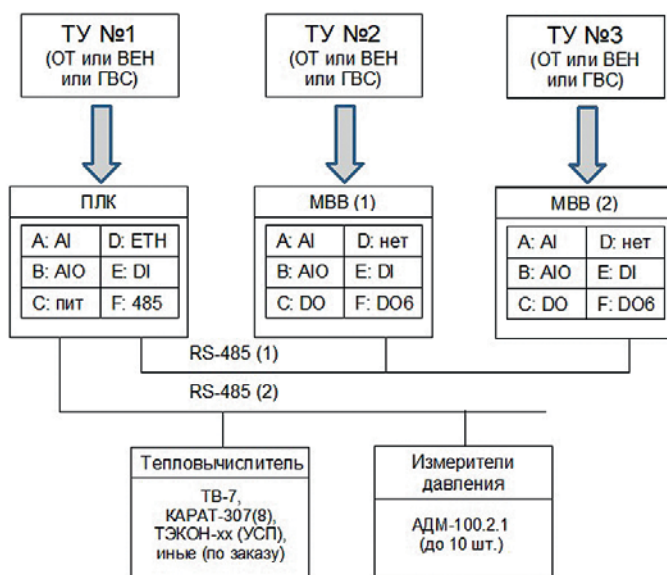 ТУ №1
(ОТ или ВЕН
или ГВС)
ТУ №2
(ОТ или ВЕН
или ГВС)
ТУ №3
(ОТ или ВЕН
или ГВС)
ПЛК
A: AI
D: ETH
B: AIO
E: DI
C: пит
F: 485
МВВ (1)
A: AI
D: нет
B: AIO
E: DI
C: DO
F: DO6
МВВ (2)
A: AI
D: нет
B: AIO
E: DI
C: DO
F: DO6
RS-485 (1)
RS-485 (2)
Тепловычислитель
ТВ-7,
КАРАТ-307(8),
ТЭКОН-хх (УСП),
иные (по заказу)
Измерители
давления
АДМ-100.2.1
(до 10 шт.)